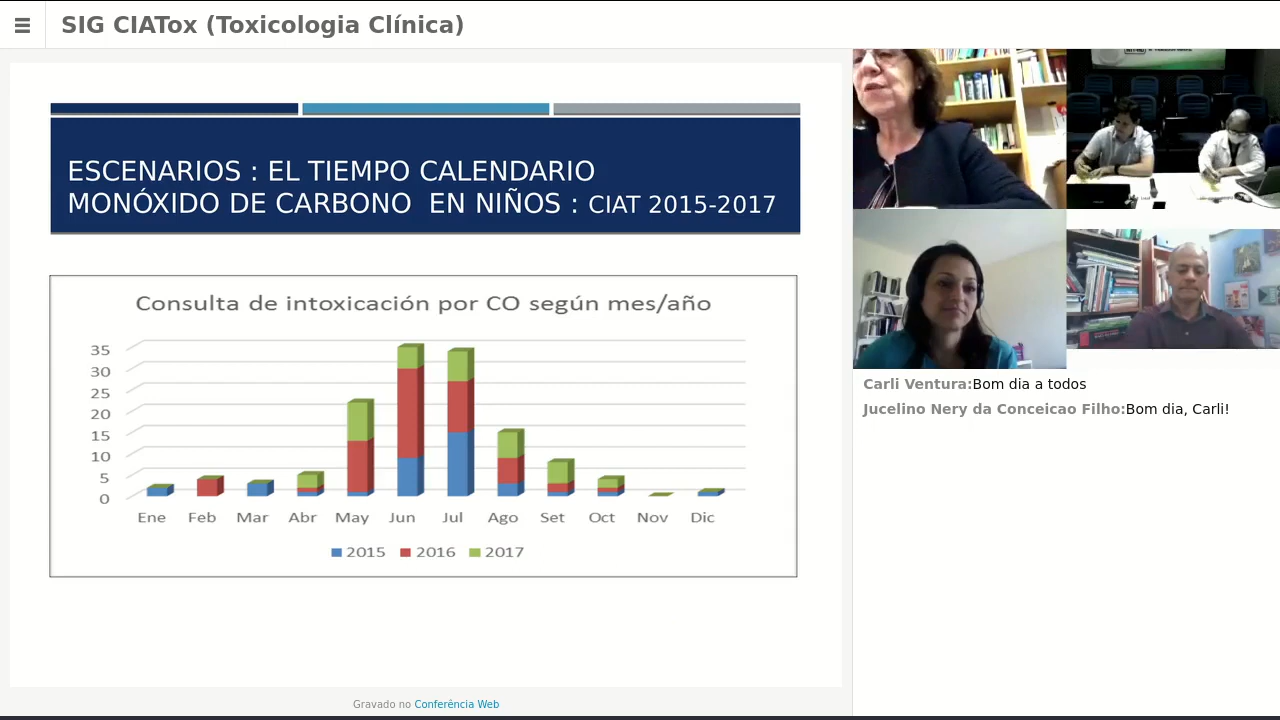 SIG CIATox (Toxicologia Clínica)
ESCENARIOS : EL TIEMPO CALENDARIO
MONÓXIDO DE CARBONO EN NIÑOS : CIAT 2015-2017
Consulta de intoxicación por CO según mes/año
35
30
25
20
15
10
5
0
Ene Feb Mar Abr May Jun Jul Ago Set Oct Nov Dic
2015 2016 2017
Gravado no Conferência Web
Carli Ventura:Bom dia a todos
Jucelino Nery da Conceicao Filho:Bom dia, Carli!